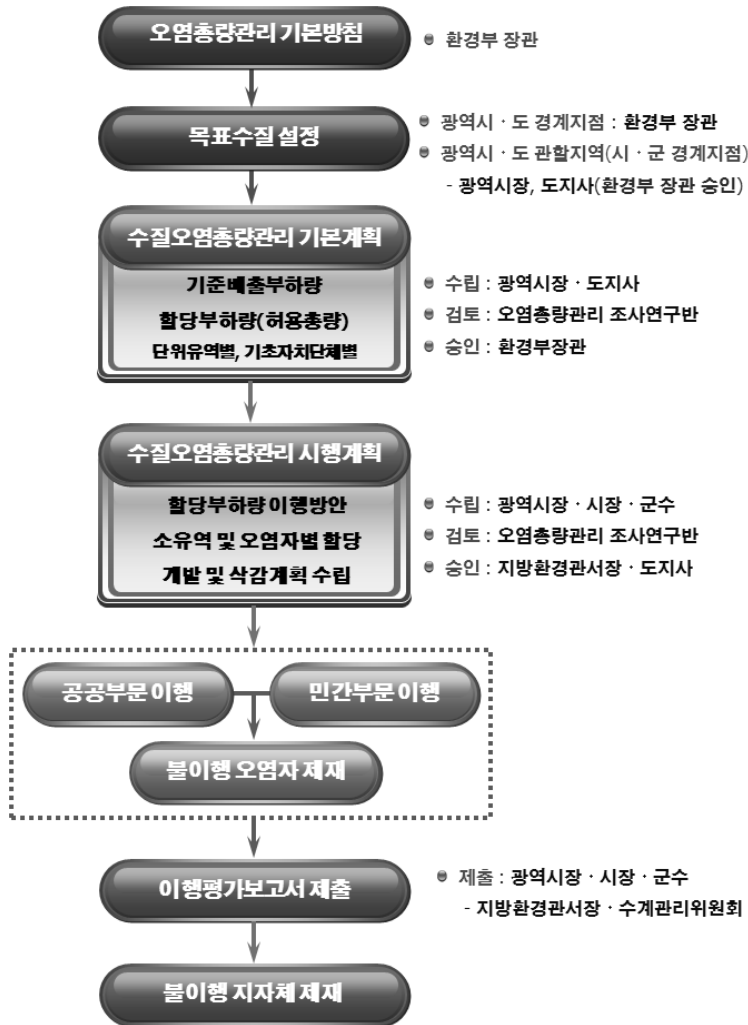 오염총량관리 기본방침
환경부 장관
목표수질 설정
광역시 · 도 경계지점 : 환경부 장관
광역시 · 도 관할지역(시 · 군 경계지점)
- 광역시장, 도지사(환경부 장관 승인)
수질오염총량관리 기본계획
기준배출부하량
할당부하량(허용총량)
단위유역별, 기초자치단체별
수립 : 광역시장 · 도지사
검토 : 오염총량관리 조사연구반
승인 : 환경부장관
수질오염총량관리 시행계획
할당부하량 이행방안
소유역 및 오염자별 할당
개발 및 삭감계획 수립
수립 : 광역시장 · 시장 · 군수
검토 : 오염총량관리 조사연구반
승인 : 지방환경관서장 · 도지사
공공부문 이행
민간부문 이행
불이행 오염자 제재
이행평가보고서 제출
제출 : 광역시장 · 시장 · 군수
- 지방환경관서장 · 수계관리위원회
불이행 지자체 제재